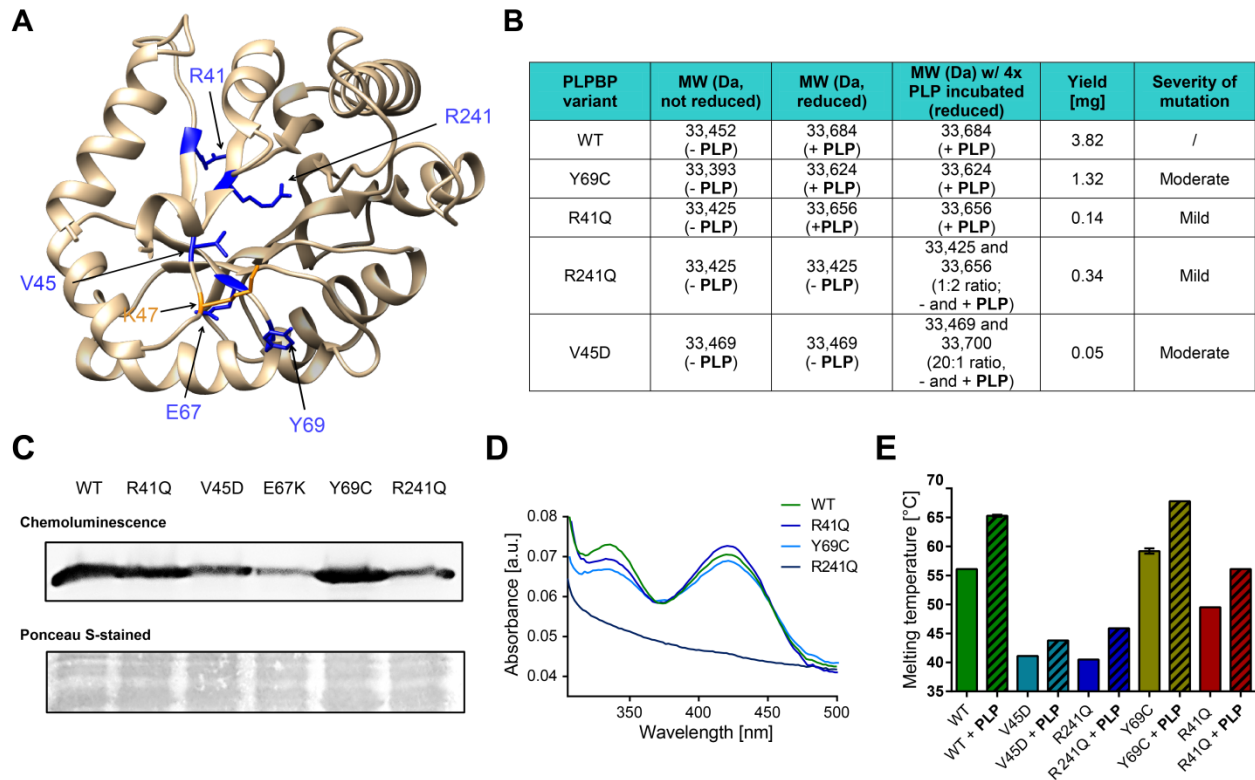 A
R41
R241
V45
K47
E67
Y69
B
PLPBP variant
MW (Da, not reduced)
MW (Da, reduced)
MW (Da) w/ 4x PLP incubated (reduced)
Yield [mg]
Severity of mutation
WT
33,452
(- PLP)
33,684
(+ PLP)
33,684
(+ PLP)
3.82
/
Y69C
33,393
(- PLP)
33,624
(+ PLP)
33,624
(+ PLP)
1.32
Moderate
R41Q
33,425
(- PLP)
33,656
(+PLP)
33,656
(+ PLP)
0.14
Mild
R241Q
33,425
(- PLP)
33,425
(- PLP)
33,425 and
33,656
(1:2 ratio;
- and + PLP)
0.34
Mild
V45D
33,469
(- PLP)
33,469
(- PLP)
33,469 and
33,700
(20:1 ratio,
- and + PLP)
0.05
Moderate
C
WT R41Q V45D E67K Y69C R241Q
Chemoluminescence
Ponceau S-stained
D
Absorbance [a.u.]
0.08
0.07
0.06
0.05
0.04
350 400 450 500
Wavelength [nm]
WT
R41Q
Y69C
R241Q
E
Melting temperature [°C]
70
65
60
55
50
45
40
35
WT
WT + PLP
V45D
V45D + PLP
R241Q
R241Q + PLP
Y69C
Y69C + PLP
R41Q
R41Q + PLP